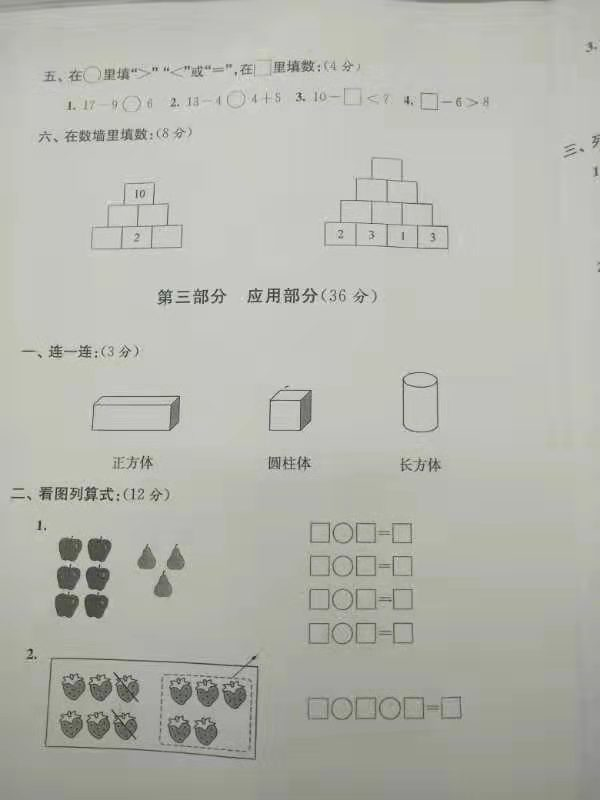 五、在○里填“>”“<”或“=”,在□里填数:(4分)
1. 17-9○6 2. 13-4○4+5 3. 10-□<7 4. □-6>8
六、在数墙里填数:(8分)
10
2
2 3 1 3
第三部分 应用部分(36分)
一、连一连:(3分)
正方体 圆柱体 长方体
二、看图列算式:(12分)
1.
□○□=□
□○□=□
□○□=□
□○□=□
2.
□○□○□=□
3.
三、
1